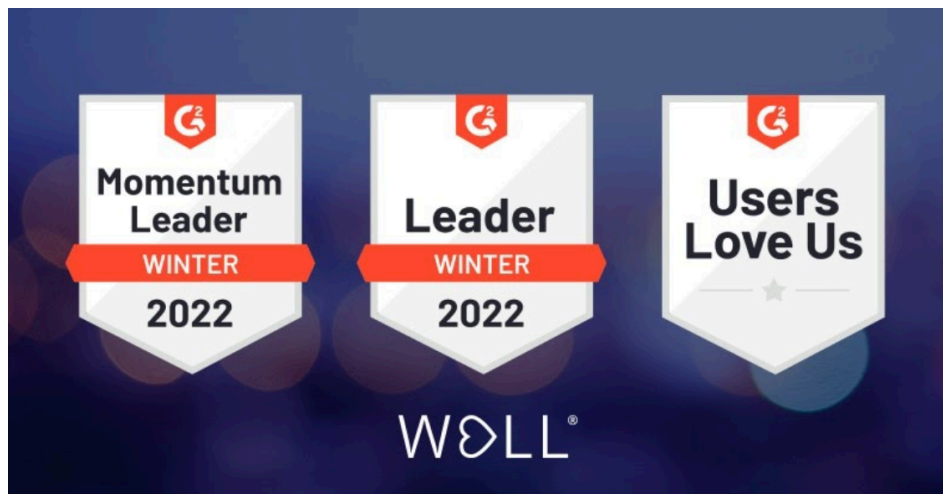 G2
Momentum
Leader
WINTER
2022
G2
Leader
WINTER
2022
G2
Users
Love Us
WELL®